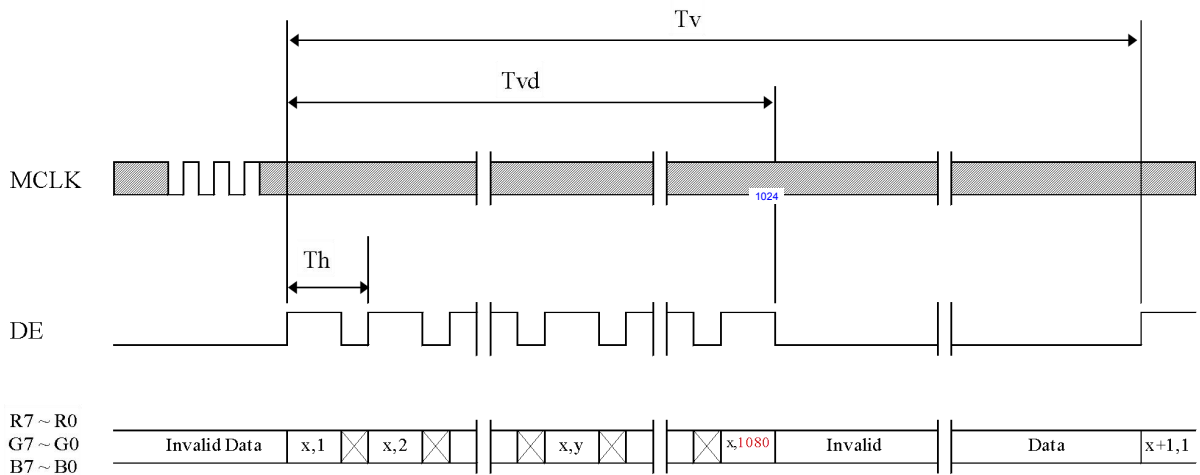 Tv
Tvd
MCLK
1024
Th
DE
R7 ~ R0
G7 ~ G0
B7 ~ B0
Invalid Data x,1 x,2 x,y x,1080 Invalid Data x+1,1